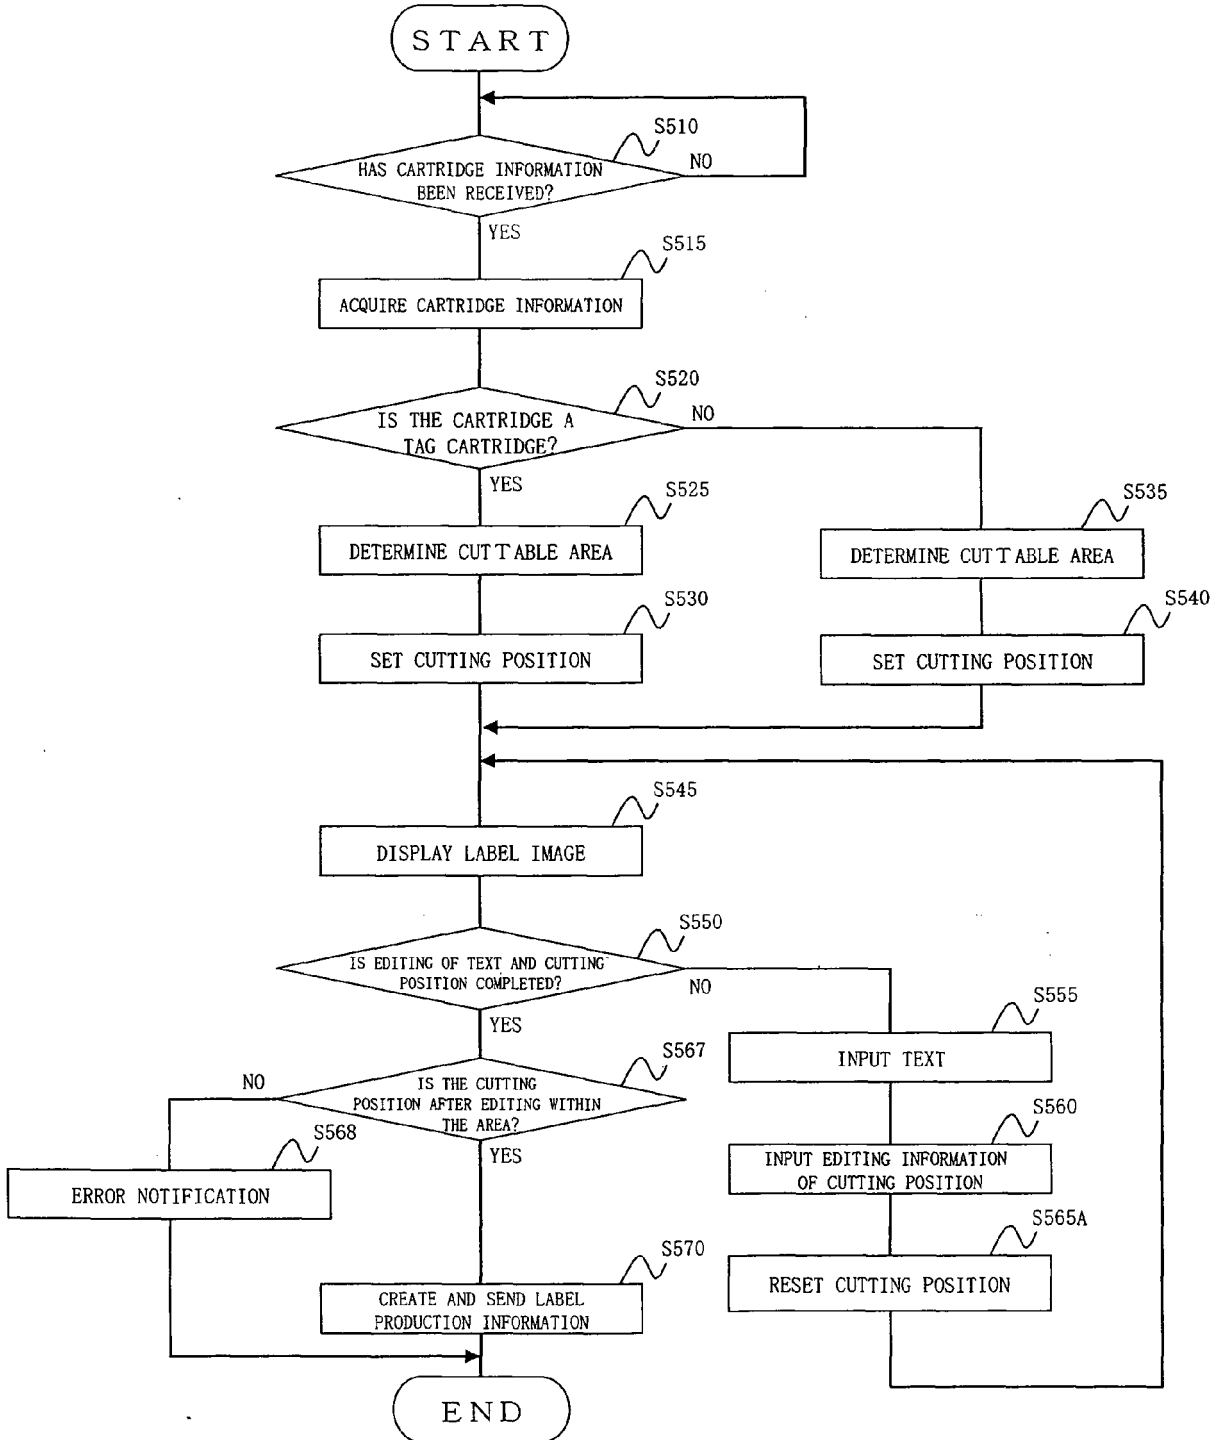 START
S510
HAS CARTRIDGE INFORMATION
BEEN RECEIVED?
NO
YES
S515
ACQUIRE CARTRIDGE INFORMATION
S520
IS THE CARTRIDGE A
TAG CARTRIDGE?
NO
YES
S525
DETERMINE CUTTABLE AREA
S535
DETERMINE CUTTABLE AREA
S530
SET CUTTING POSITION
S540
SET CUTTING POSITION
S545
DISPLAY LABEL IMAGE
S550
IS EDITING OF TEXT AND CUTTING
POSITION COMPLETED?
NO
YES
S555
INPUT TEXT
S567
IS THE CUTTING
POSITION AFTER EDITING WITHIN
THE AREA?
NO
YES
S560
INPUT EDITING INFORMATION
OF CUTTING POSITION
S568
ERROR NOTIFICATION
S565A
RESET CUTTING POSITION
S570
CREATE AND SEND LABEL
PRODUCTION INFORMATION
END